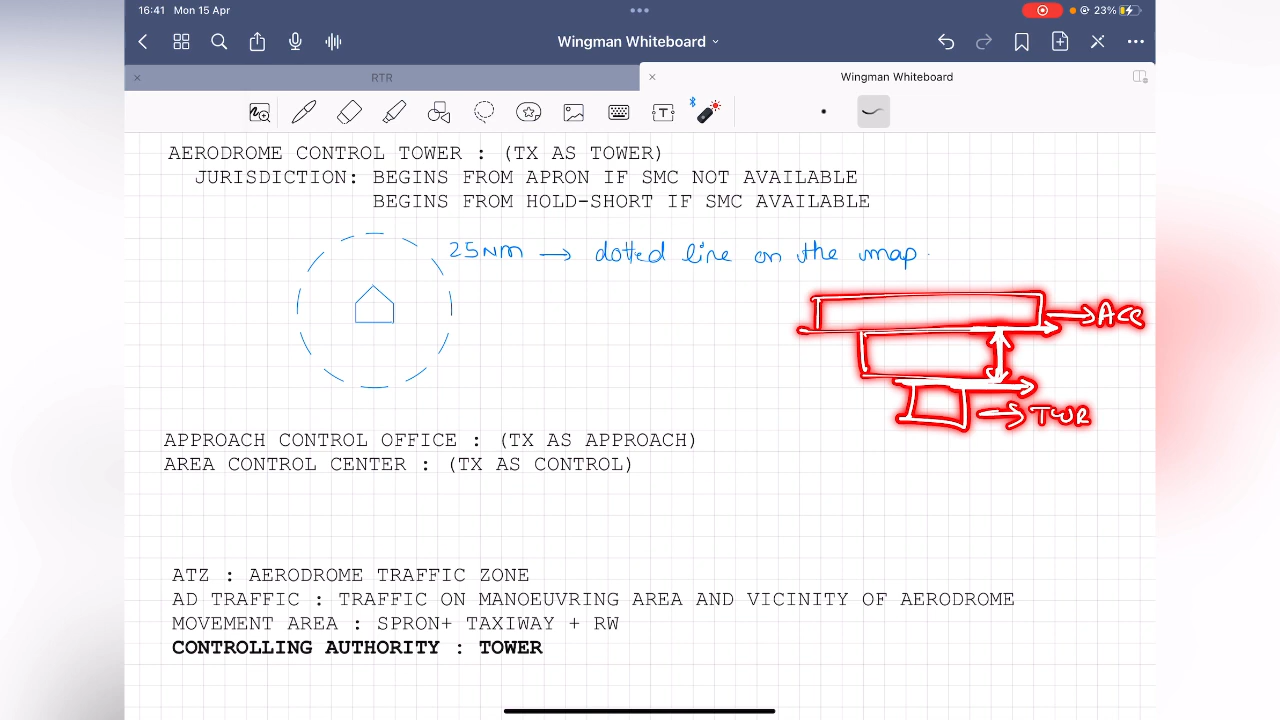 16:41 Mon 15 Apr
23%
Wingman Whiteboard
RTR
Wingman Whiteboard
AERODROME CONTROL TOWER : (TX AS TOWER)
JURISDICTION: BEGINS FROM APRON IF SMC NOT AVAILABLE
BEGINS FROM HOLD-SHORT IF SMC AVAILABLE
25NM → dotted line on the map
→ ACC
→ TWR
APPROACH CONTROL OFFICE : (TX AS APPROACH)
AREA CONTROL CENTER : (TX AS CONTROL)
ATZ : AERODROME TRAFFIC ZONE
AD TRAFFIC : TRAFFIC ON MANOEUVRING AREA AND VICINITY OF AERODROME
MOVEMENT AREA : SPRON+ TAXIWAY + RW
CONTROLLING AUTHORITY : TOWER